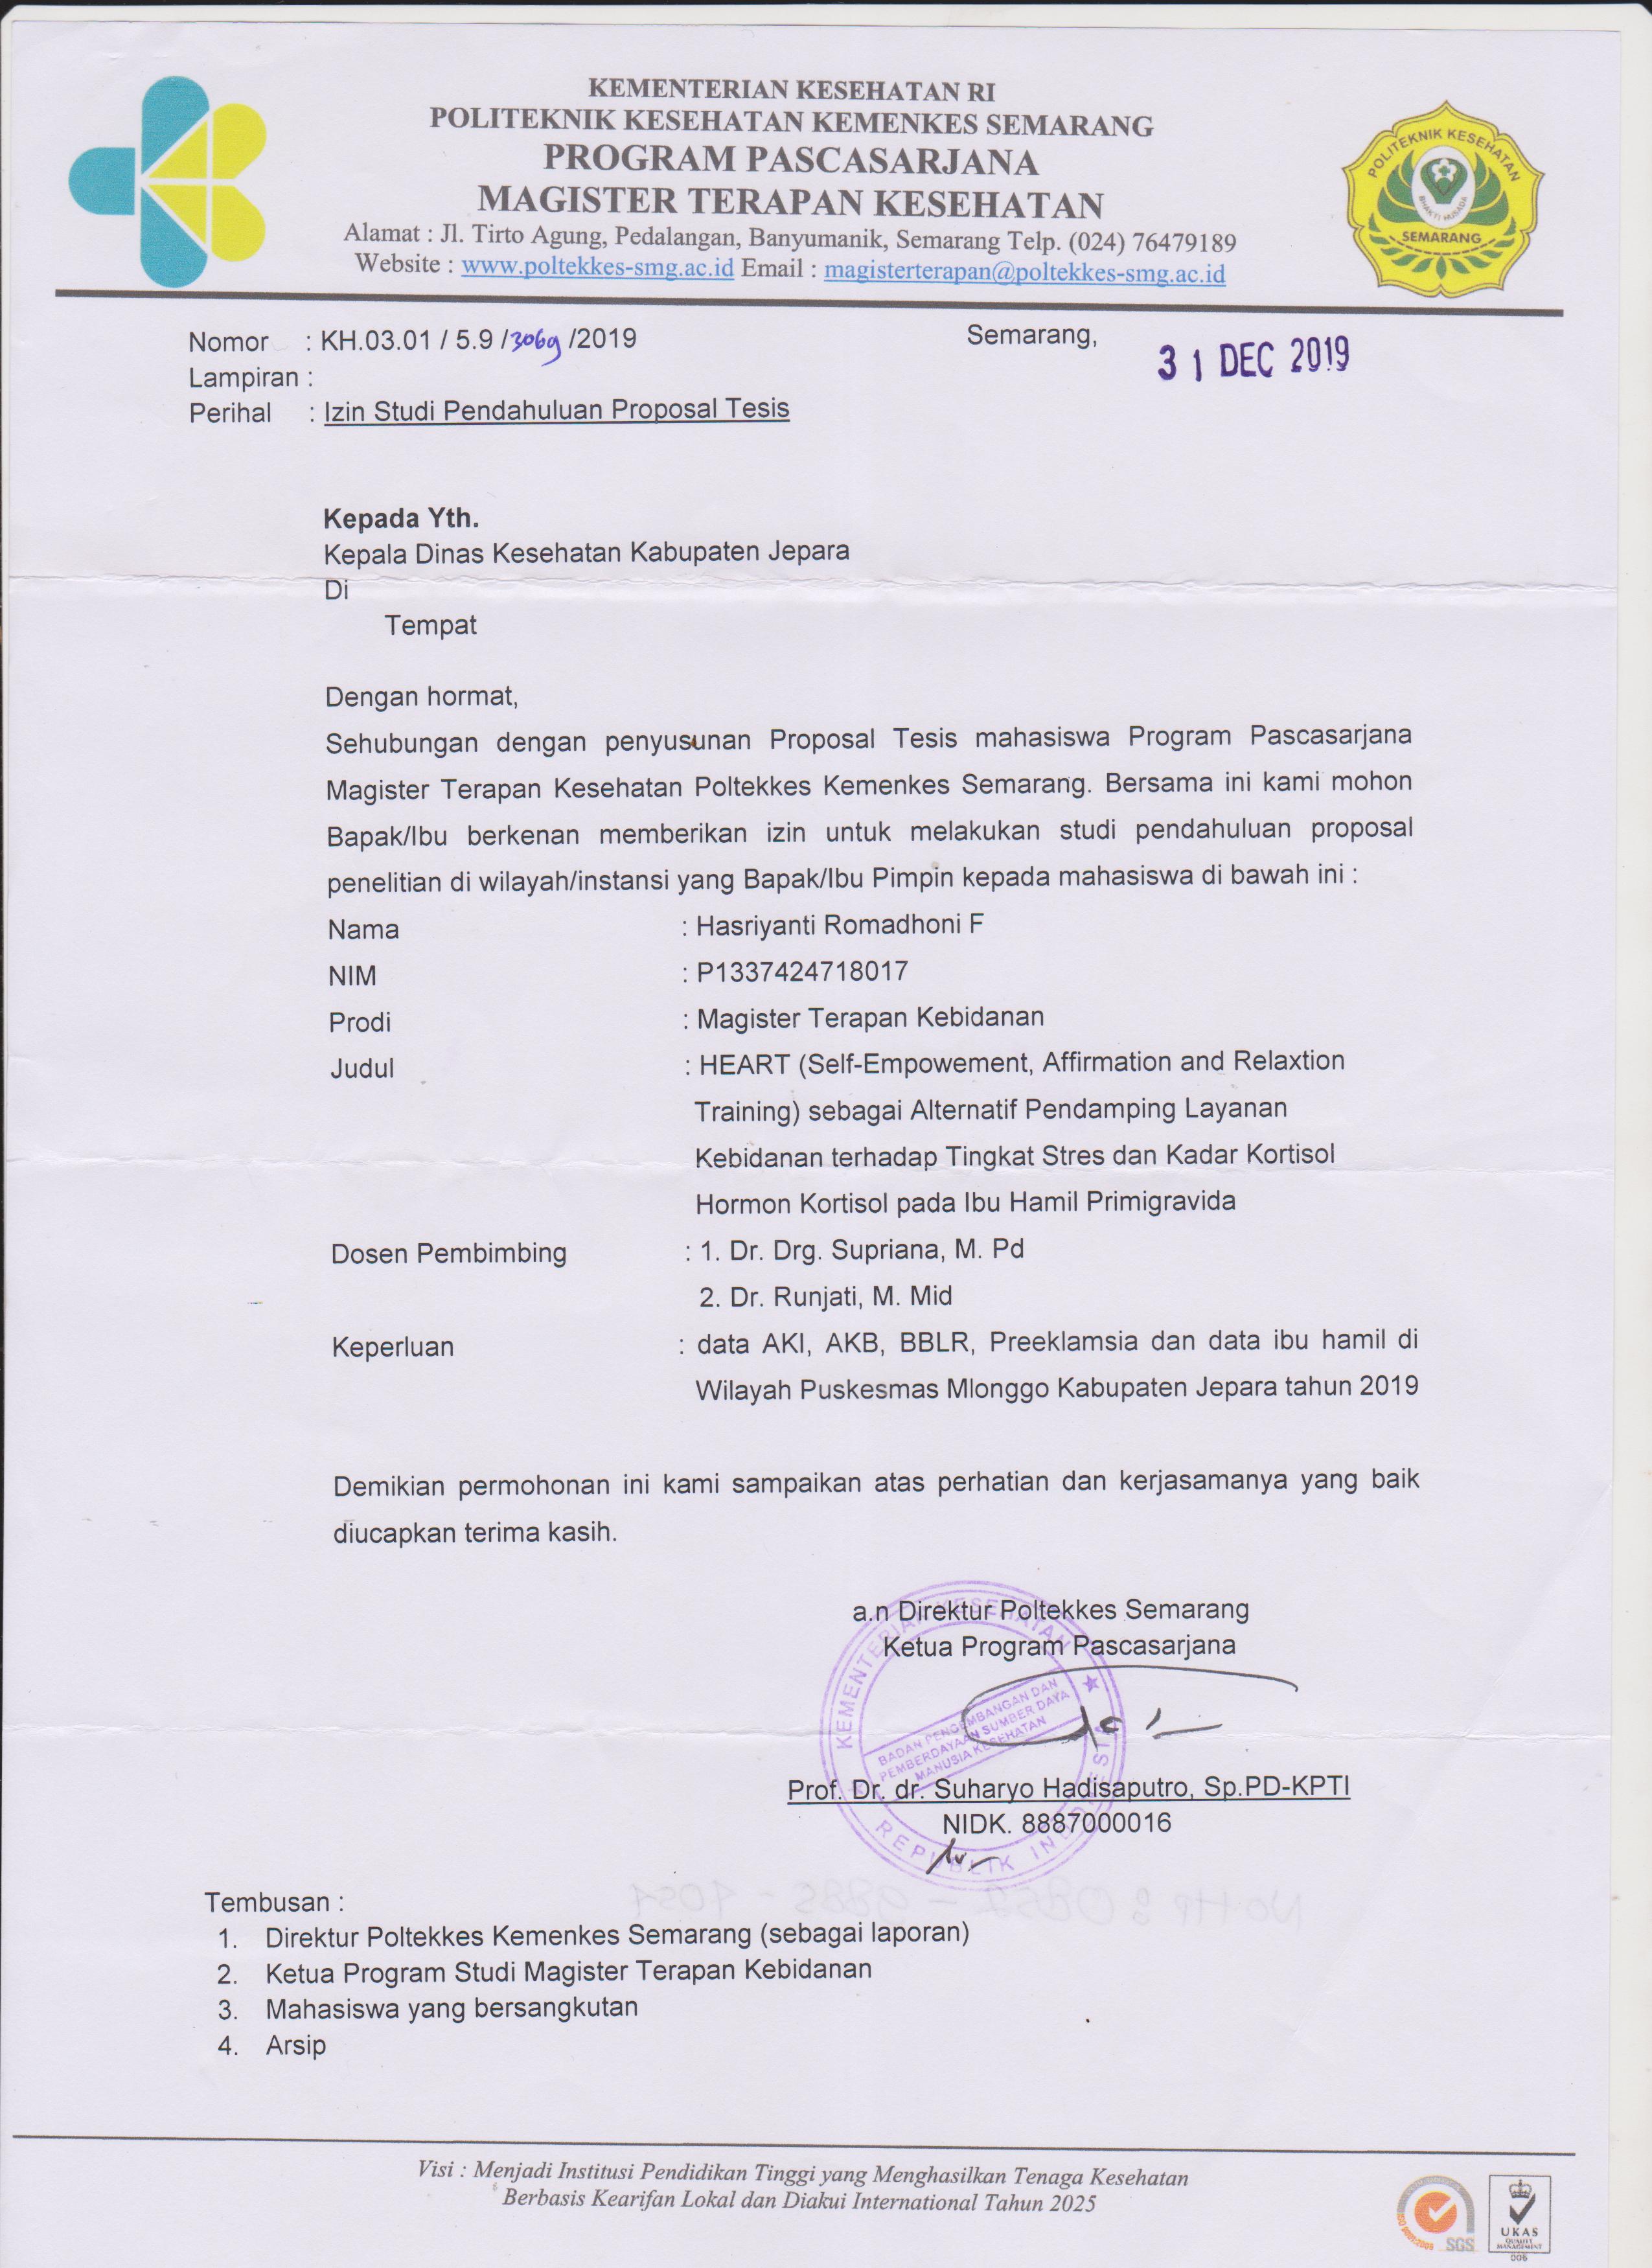 KEMENTERIAN KESEHATAN RI
POLITEKNIK KESEHATAN KEMENKES SEMARANG
PROGRAM PASCASARJANA
MAGISTER TERAPAN KESEHATAN
Alamat : Jl. Tirto Agung, Pedalangan, Banyumanik, Semarang Telp. (024) 76479189
Website : www.poltekkes-smg.ac.id Email : magisterterapan@poltekkes-smg.ac.id
POLITEKNIK KESEHATAN
BHAKTI HUSADA
SEMARANG
Nomor : KH.03.01 / 5.9 /3069 /2019
Semarang, 31 DEC 2019
Lampiran :
Perihal : Izin Studi Pendahuluan Proposal Tesis
Kepada Yth.
Kepala Dinas Kesehatan Kabupaten Jepara
Di
Tempat
Dengan hormat,
Sehubungan dengan penyusunan Proposal Tesis mahasiswa Program Pascasarjana
Magister Terapan Kesehatan Poltekkes Kemenkes Semarang. Bersama ini kami mohon
Bapak/Ibu berkenan memberikan izin untuk melakukan studi pendahuluan proposal
penelitian di wilayah/instansi yang Bapak/Ibu Pimpin kepada mahasiswa di bawah ini :
Nama : Hasriyanti Romadhoni F
NIM : P1337424718017
Prodi : Magister Terapan Kebidanan
Judul : HEART (Self-Empowement, Affirmation and Relaxtion
Training) sebagai Alternatif Pendamping Layanan
Kebidanan terhadap Tingkat Stres dan Kadar Kortisol
Hormon Kortisol pada Ibu Hamil Primigravida
Dosen Pembimbing : 1. Dr. Drg. Supriana, M. Pd
2. Dr. Runjati, M. Mid
Keperluan : data AKI, AKB, BBLR, Preeklamsia dan data ibu hamil di
Wilayah Puskesmas Mlonggo Kabupaten Jepara tahun 2019
Demikian permohonan ini kami sampaikan atas perhatian dan kerjasamanya yang baik
diucapkan terima kasih.
a.n Direktur Poltekkes Semarang
Ketua Program Pascasarjana
KEMENTERIAN KESEHATAN
BADAN PENGEMBANGAN DAN
PEMBERDAYAAN SUMBER DAYA
MANUSIA KESEHATAN
REPUBLIK INDONESIA
Prof. Dr. dr. Suharyo Hadisaputro, Sp.PD-KPTI
NIDK. 8887000016
Tembusan :
1. Direktur Poltekkes Kemenkes Semarang (sebagai laporan)
2. Ketua Program Studi Magister Terapan Kebidanan
3. Mahasiswa yang bersangkutan
4. Arsip
Visi : Menjadi Institusi Pendidikan Tinggi yang Menghasilkan Tenaga Kesehatan
Berbasis Kearifan Lokal dan Diakui International Tahun 2025
SGS
UKAS
QUALITY
MANAGEMENT
005